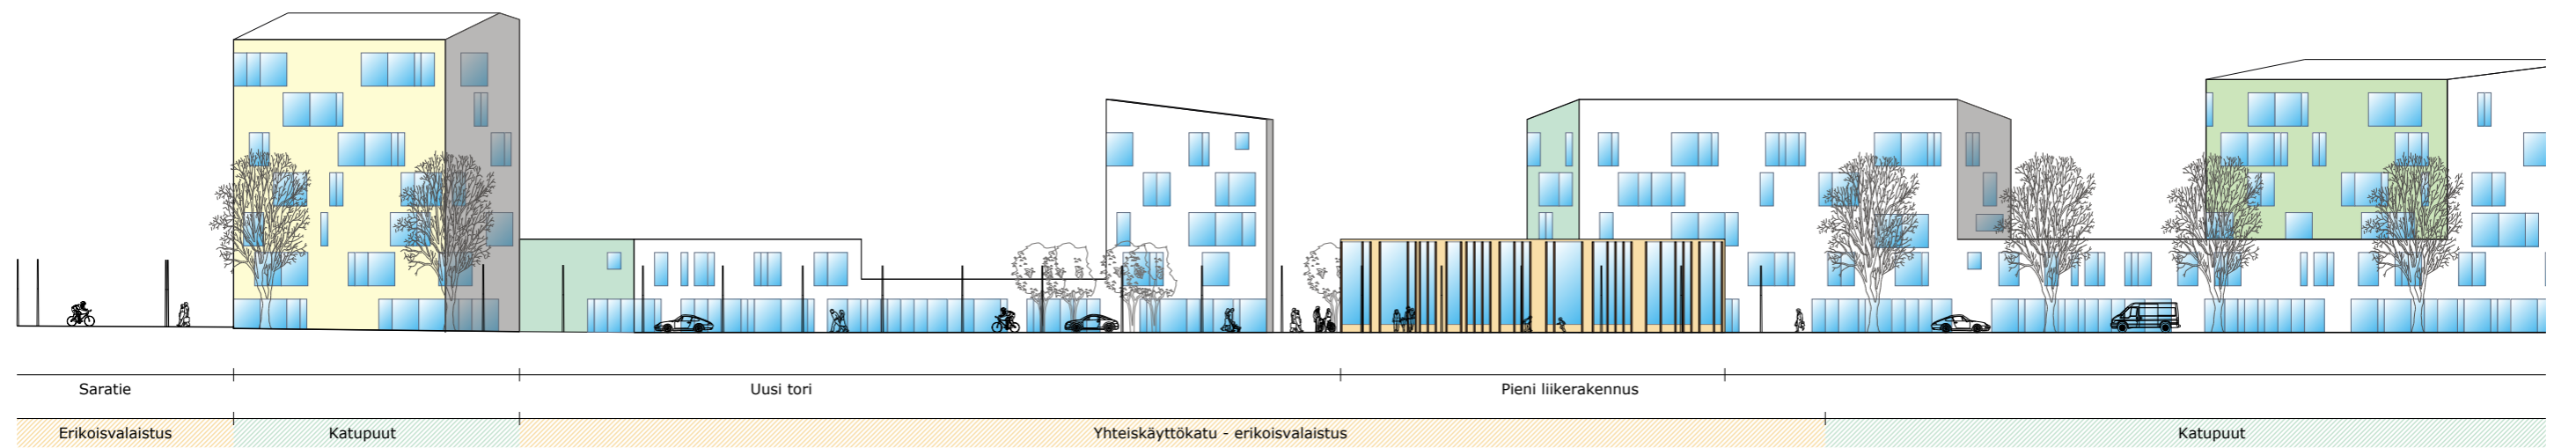 Saratie
Uusi tori
Pieni liikerakennus
Erikoisvalaistus
Katupuut
Yhteiskäyttökatu - erikoisvalaistus
Katupuut